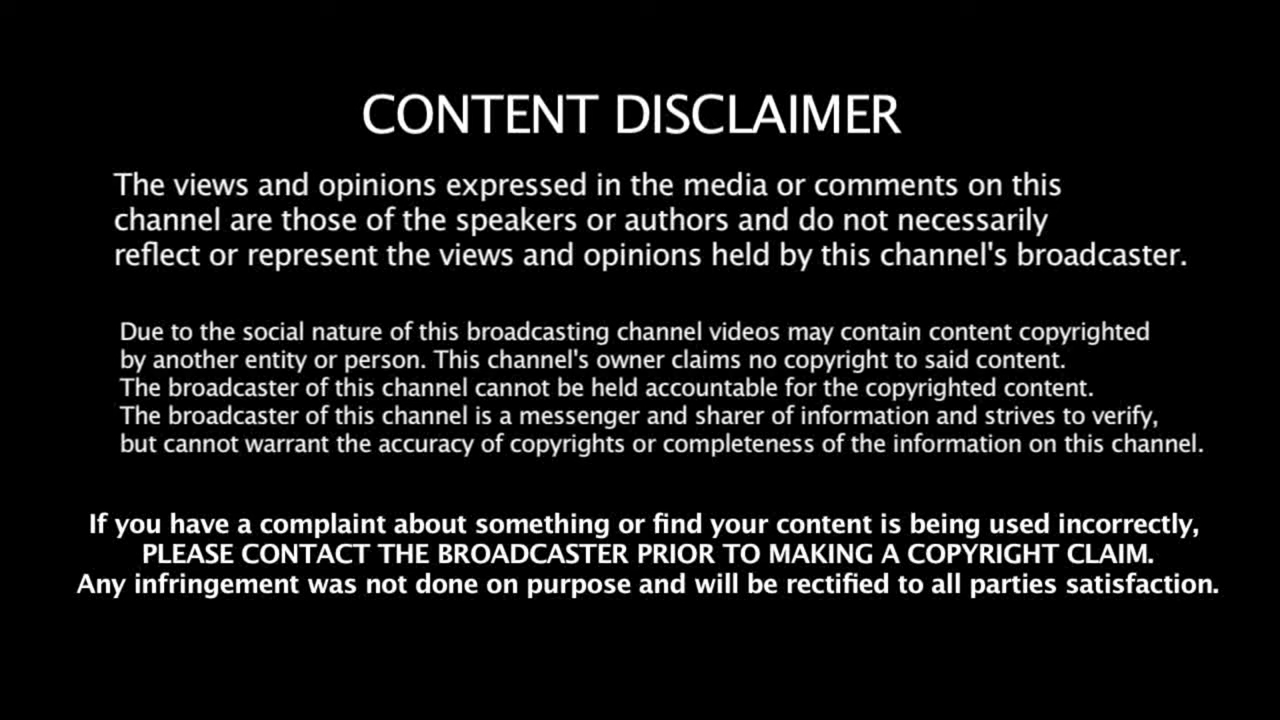 CONTENT DISCLAIMER
The views and opinions expressed in the media or comments on this
channel are those of the speakers or authors and do not necessarily
reflect or represent the views and opinions held by this channel's broadcaster.
Due to the social nature of this broadcasting channel videos may contain content copyrighted
by another entity or person. This channel's owner claims no copyright to said content.
The broadcaster of this channel cannot be held accountable for the copyrighted content.
The broadcaster of this channel is a messenger and sharer of information and strives to verify,
but cannot warrant the accuracy of copyrights or completeness of the information on this channel.
If you have a complaint about something or find your content is being used incorrectly,
PLEASE CONTACT THE BROADCASTER PRIOR TO MAKING A COPYRIGHT CLAIM.
Any infringement was not done on purpose and will be rectified to all parties satisfaction.